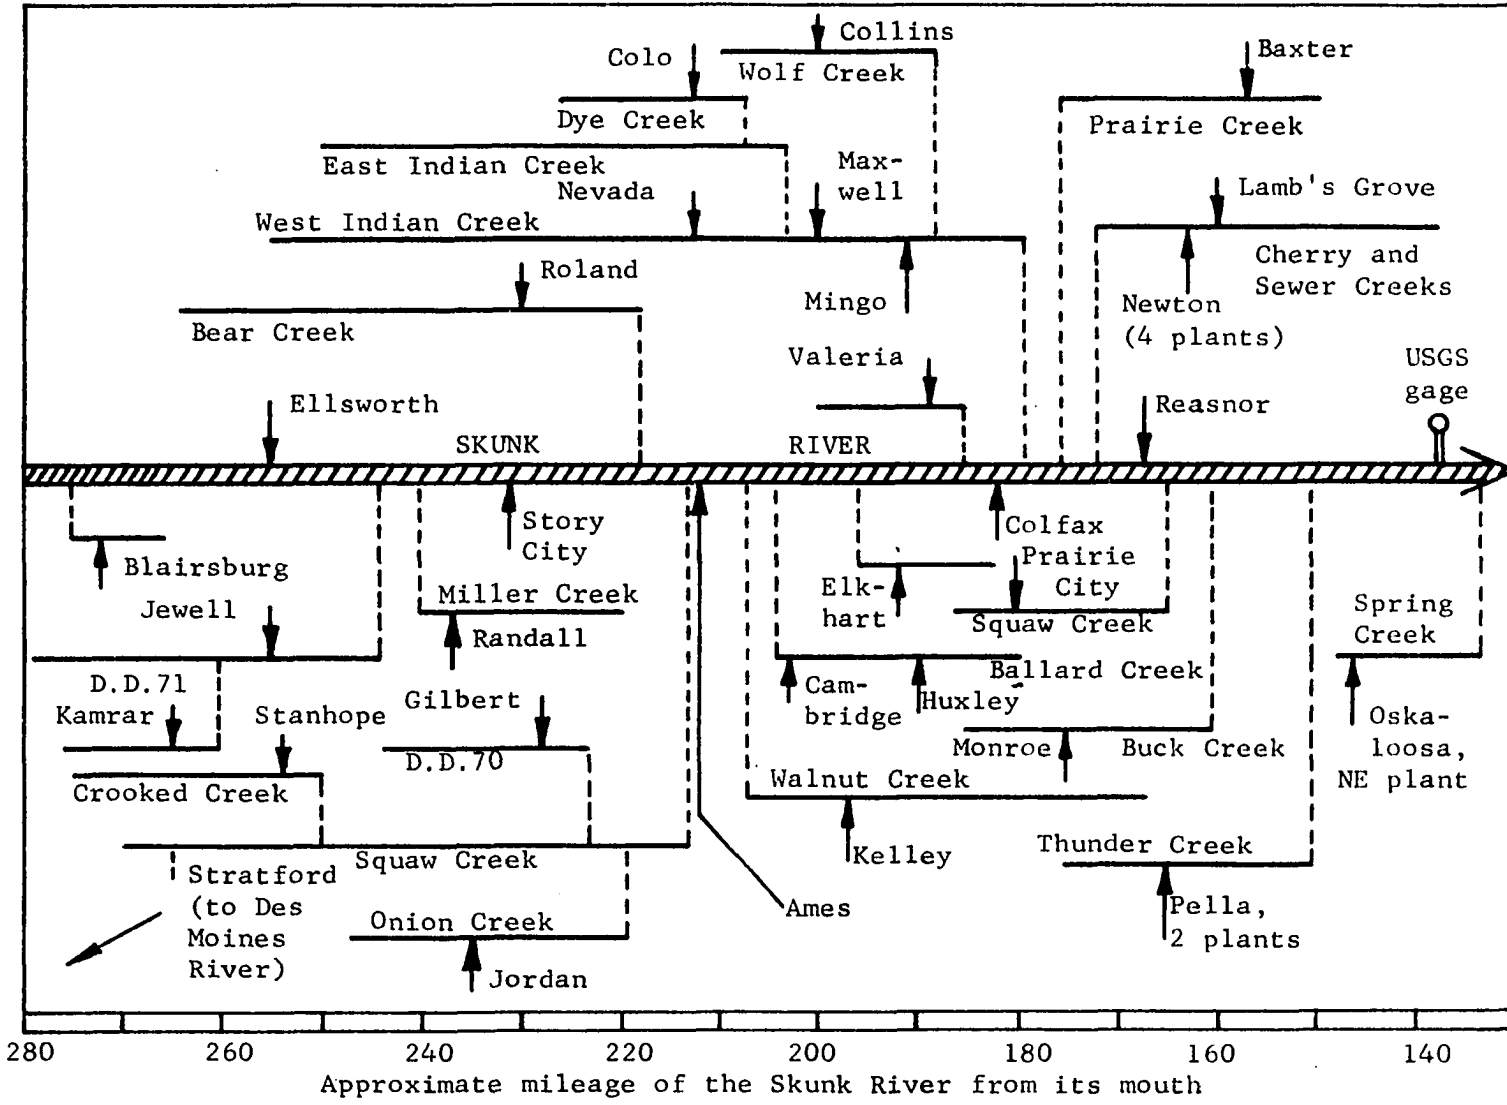 Collins
Colo
Wolf Creek
Baxter
Dye Creek
Prairie Creek
East Indian Creek
Max-
well
Nevada
Lamb's Grove
West Indian Creek
Cherry and
Sewer Creeks
Roland
Mingo
Newton
(4 plants)
Bear Creek
Valeria
USGS
gage
Ellsworth
Reasnor
SKUNK
RIVER
Story
City
Colfax
Blairsburg
Prairie
City
Jewell
Miller Creek
Elk-
hart
Randall
Squaw Creek
Spring
Creek
D.D.71
Ballard Creek
Kamrar
Stanhope
Gilbert
Cam-
bridge
Huxley
Oska-
loosa,
NE plant
D.D.70
Monroe
Buck Creek
Crooked Creek
Walnut Creek
Squaw Creek
Kelley
Thunder Creek
Stratford
(to Des
Moines
River)
Onion Creek
Ames
Pella,
2 plants
Jordan
280 260 240 220 200 180 160 140
Approximate mileage of the Skunk River from its mouth